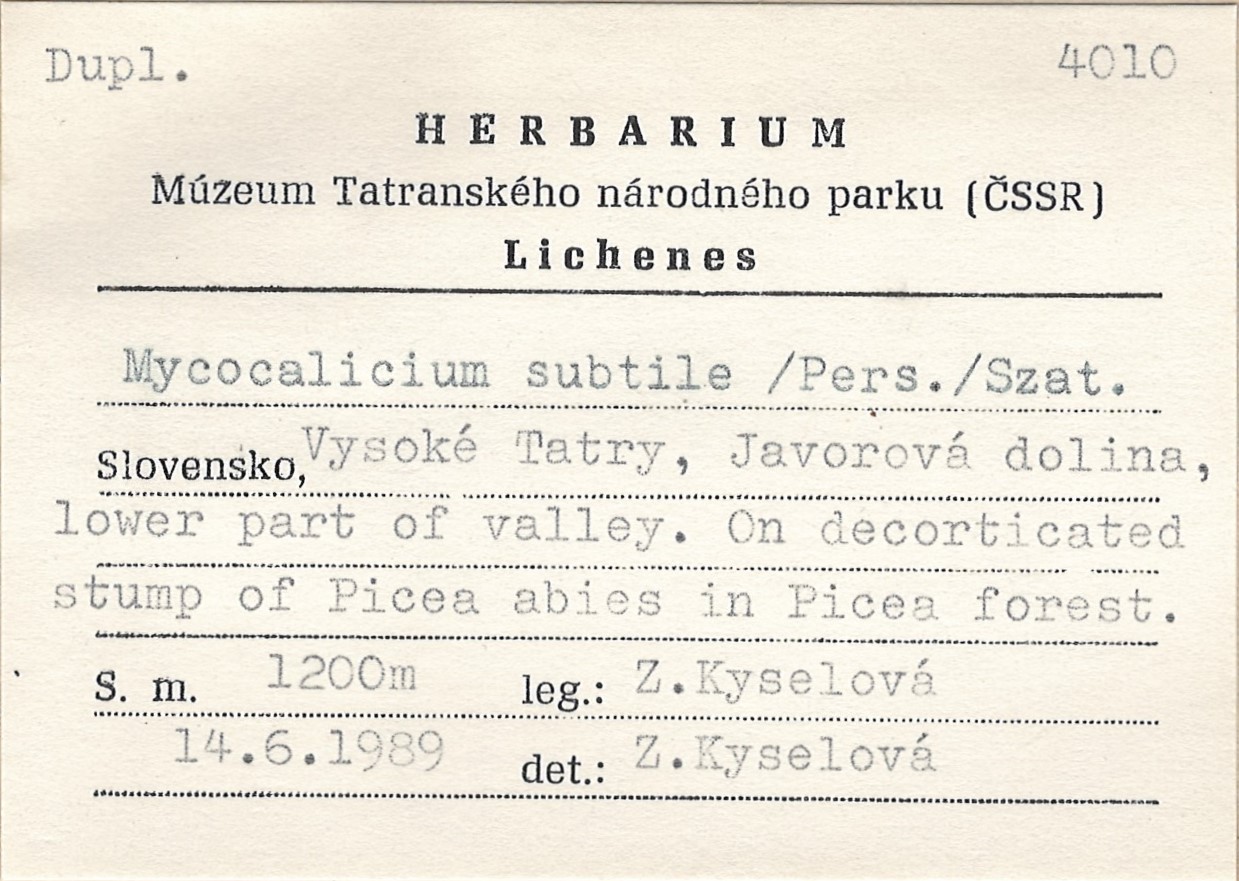 Dupl. 4010
HERBARIUM
Múzeum Tatranského národného parku (ČSSR)
Lichenes
Mycocalicium subtile /Pers./Szat.
Slovensko, Vysoké Tatry, Javorová dolina,
lower part of valley. On decorticated
stump of Picea abies in Picea forest.
S. m. 1200m leg.: Z.Kyselová
14.6.1989 det.: Z.Kyselová